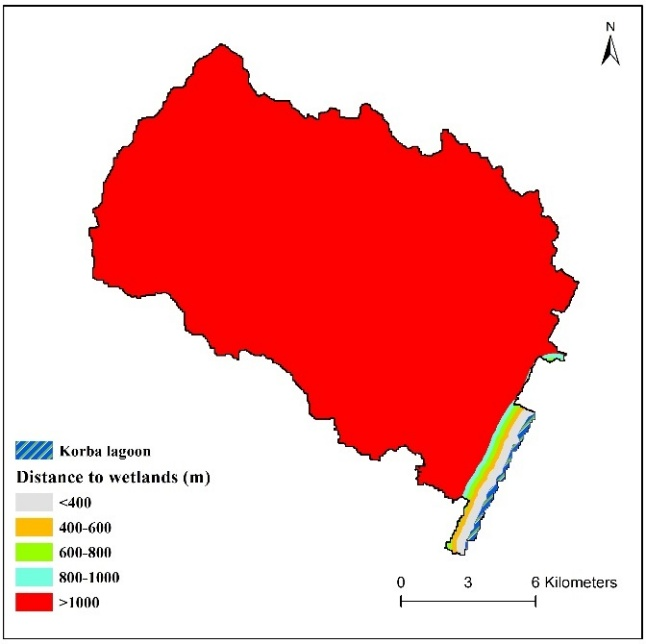 N
Korba lagoon
Distance to wetlands (m)
<400
400-600
600-800
800-1000
>1000
0 3 6 Kilometers